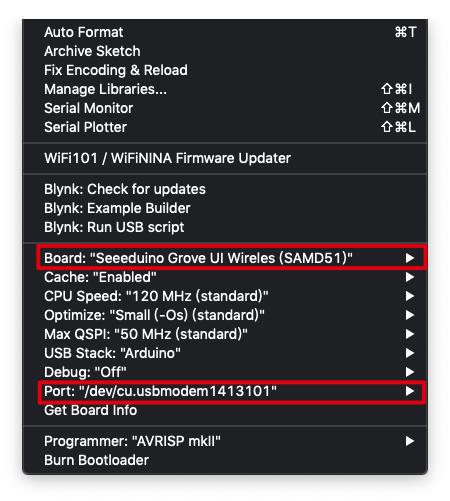 Auto Format ⌘T
Archive Sketch
Fix Encoding & Reload
Manage Libraries... ⇧⌘I
Serial Monitor ⇧⌘M
Serial Plotter ⇧⌘L
WiFi101 / WiFiNINA Firmware Updater
Blynk: Check for updates
Blynk: Example Builder
Blynk: Run USB script
Board: "Seeeduino Grove UI Wireles (SAMD51)"
Cache: "Enabled"
CPU Speed: "120 MHz (standard)"
Optimize: "Small (-Os) (standard)"
Max QSPI: "50 MHz (standard)"
USB Stack: "Arduino"
Debug: "Off"
Port: "/dev/cu.usbmodem1413101"
Get Board Info
Programmer: "AVRISP mkII"
Burn Bootloader